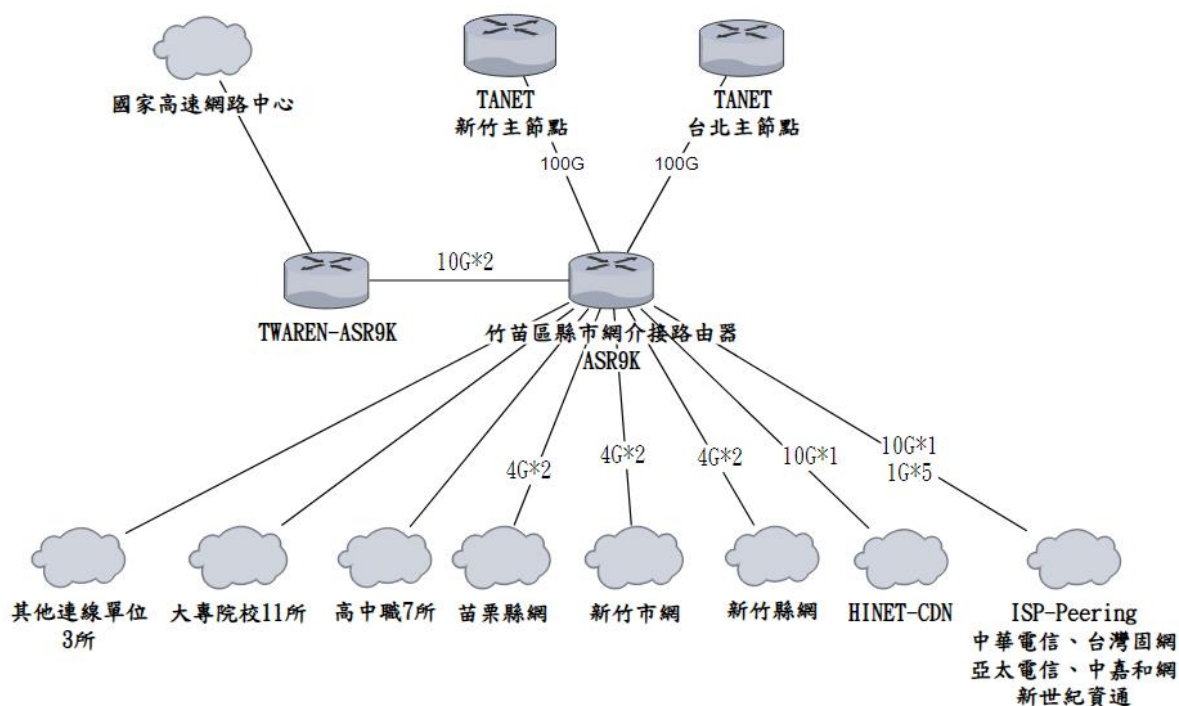 國家高速網路中心
TANET
新竹主節點
TANET
台北主節點
100G
100G
10G*2
TWAREN-ASR9K
竹苗區縣市網介接路由器
ASR9K
4G*2
4G*2
4G*2
10G*1
10G*1
1G*5
其他連線單位
3所
大專院校11所
高中職7所
苗栗縣網
新竹市網
新竹縣網
HINET-CDN
ISP-Peering
中華電信、台灣固網
亞太電信、中嘉和網
新世紀資通